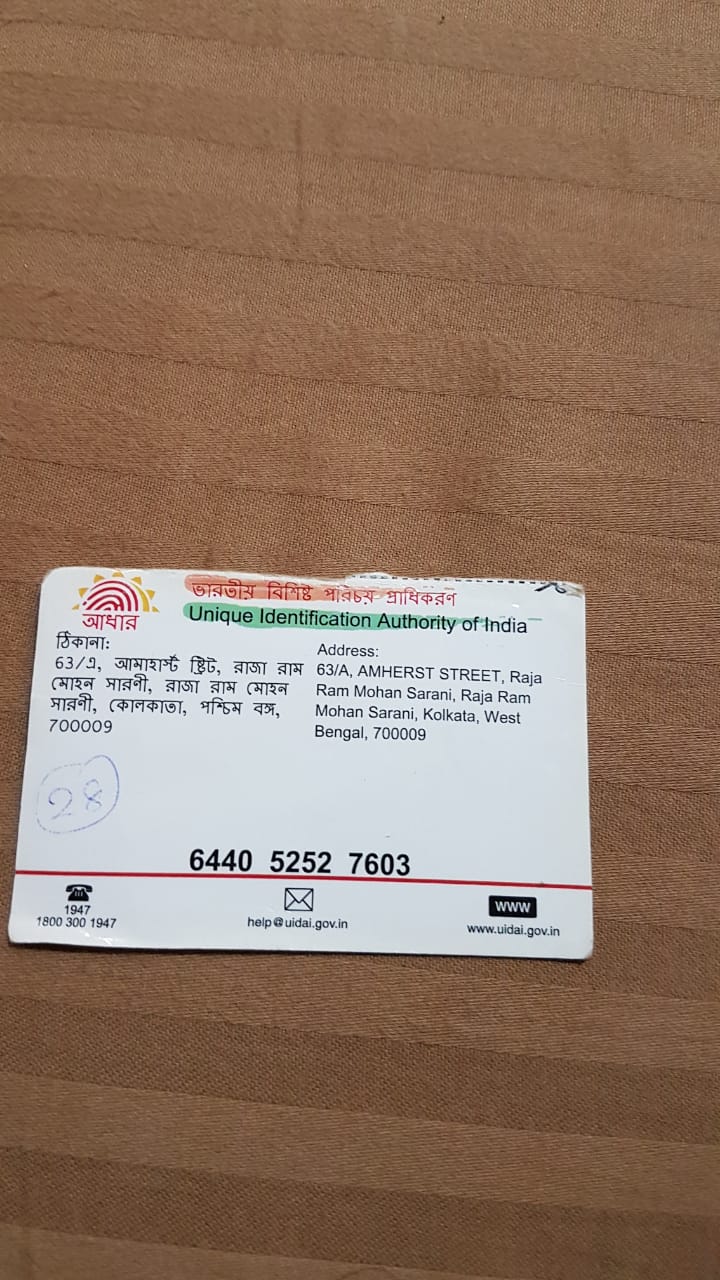 ভারতীয় বিশিষ্ট পরিচয় প্রাধিকরণ
Unique Identification Authority of India
আধার
ঠিকানা:
63/এ, আমহার্স্ট ষ্ট্রিট, রাজা রাম
মোহন সারণী, রাজা রাম মোহন
সারণী, কোলকাতা, পশ্চিম বঙ্গ,
700009
Address:
63/A, AMHERST STREET, Raja
Ram Mohan Sarani, Raja Ram
Mohan Sarani, Kolkata, West
Bengal, 700009
28
6440 5252 7603
1947
1800 300 1947
help@uidai.gov.in
WWW
www.uidai.gov.in